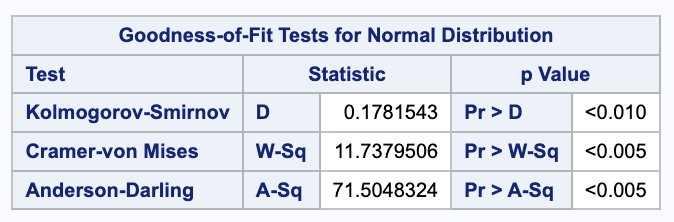 Goodness-of-Fit Tests for Normal Distribution
Test Statistic p Value
Kolmogorov-Smirnov D 0.1781543 Pr > D <0.010
Cramer-von Mises W-Sq 11.7379506 Pr > W-Sq <0.005
Anderson-Darling A-Sq 71.5048324 Pr > A-Sq <0.005